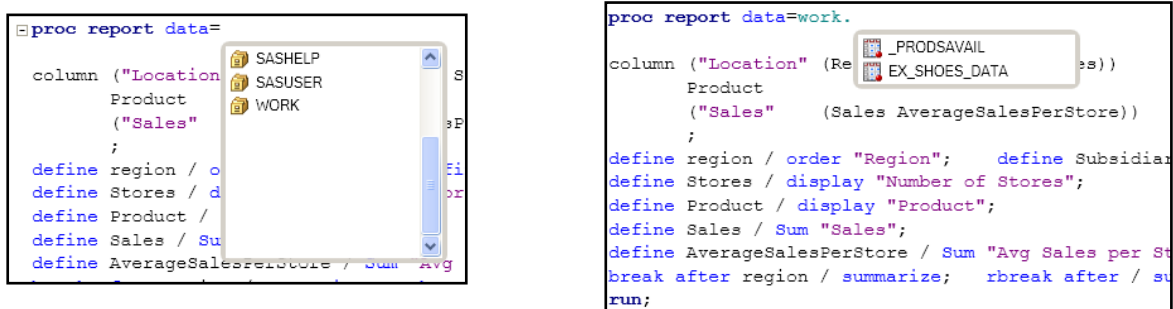 proc report data=
SASHELP
SASUSER
WORK
column ("Location
Product
("Sales"
;
define region / o
define Stores / d
define Product /
define Sales / Su
define AverageSalesPerStore / Sum "Avg
proc report data=work.
_PRODSAVAIL
EX_SHOES_DATA
column ("Location" (Re es))
Product
("Sales" (Sales AverageSalesPerStore))
;
define region / order "Region"; define Subsidiar
define Stores / display "Number of Stores";
define Product / display "Product";
define Sales / Sum "Sales";
define AverageSalesPerStore / Sum "Avg Sales per St
break after region / summarize; rbreak after / su
run;